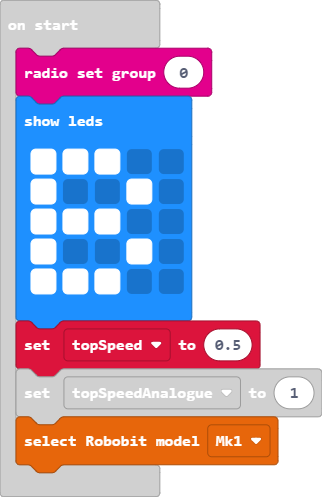 on start
radio set group 0
show leds
set topSpeed to 0.5
set topSpeedAnalogue to 1
select Robobit model Mk1